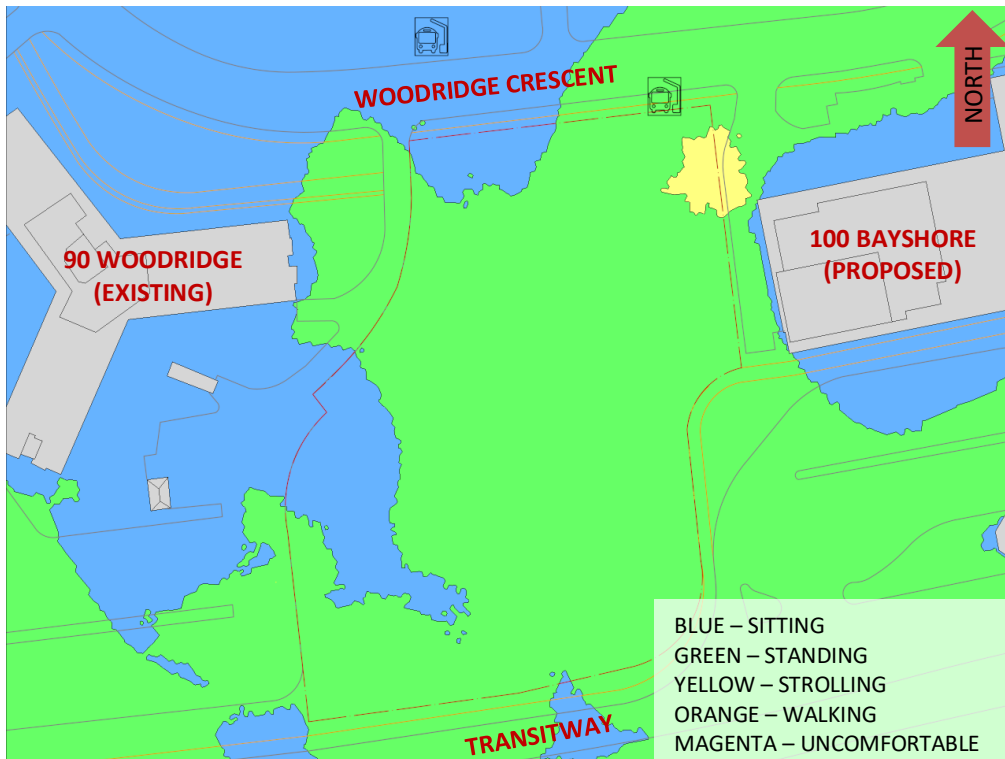 WOODRIDGE CRESCENT
NORTH
90 WOODRIDGE
(EXISTING)
100 BAYSHORE
(PROPOSED)
TRANSITWAY
BLUE – SITTING
GREEN – STANDING
YELLOW – STROLLING
ORANGE – WALKING
MAGENTA – UNCOMFORTABLE